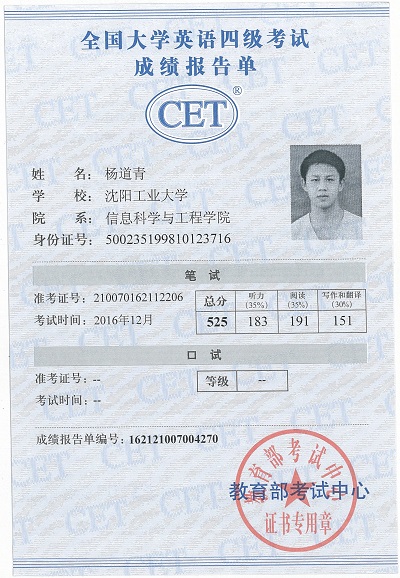 全国大学英语四级考试
成绩报告单
CET®
姓 名: 杨道青
学 校: 沈阳工业大学
院 系: 信息科学与工程学院
身份证号: 500235199810123716
笔 试
准考证号: 210070162112206
考试时间: 2016年12月
总分 听力(35%) 阅读(35%) 写作和翻译(30%)
525 183 191 151
口 试
准考证号: --
考试时间: --
等级 --
成绩报告单编号: 162121007004270
教育部考试中心
教育部考试中心
证书专用章